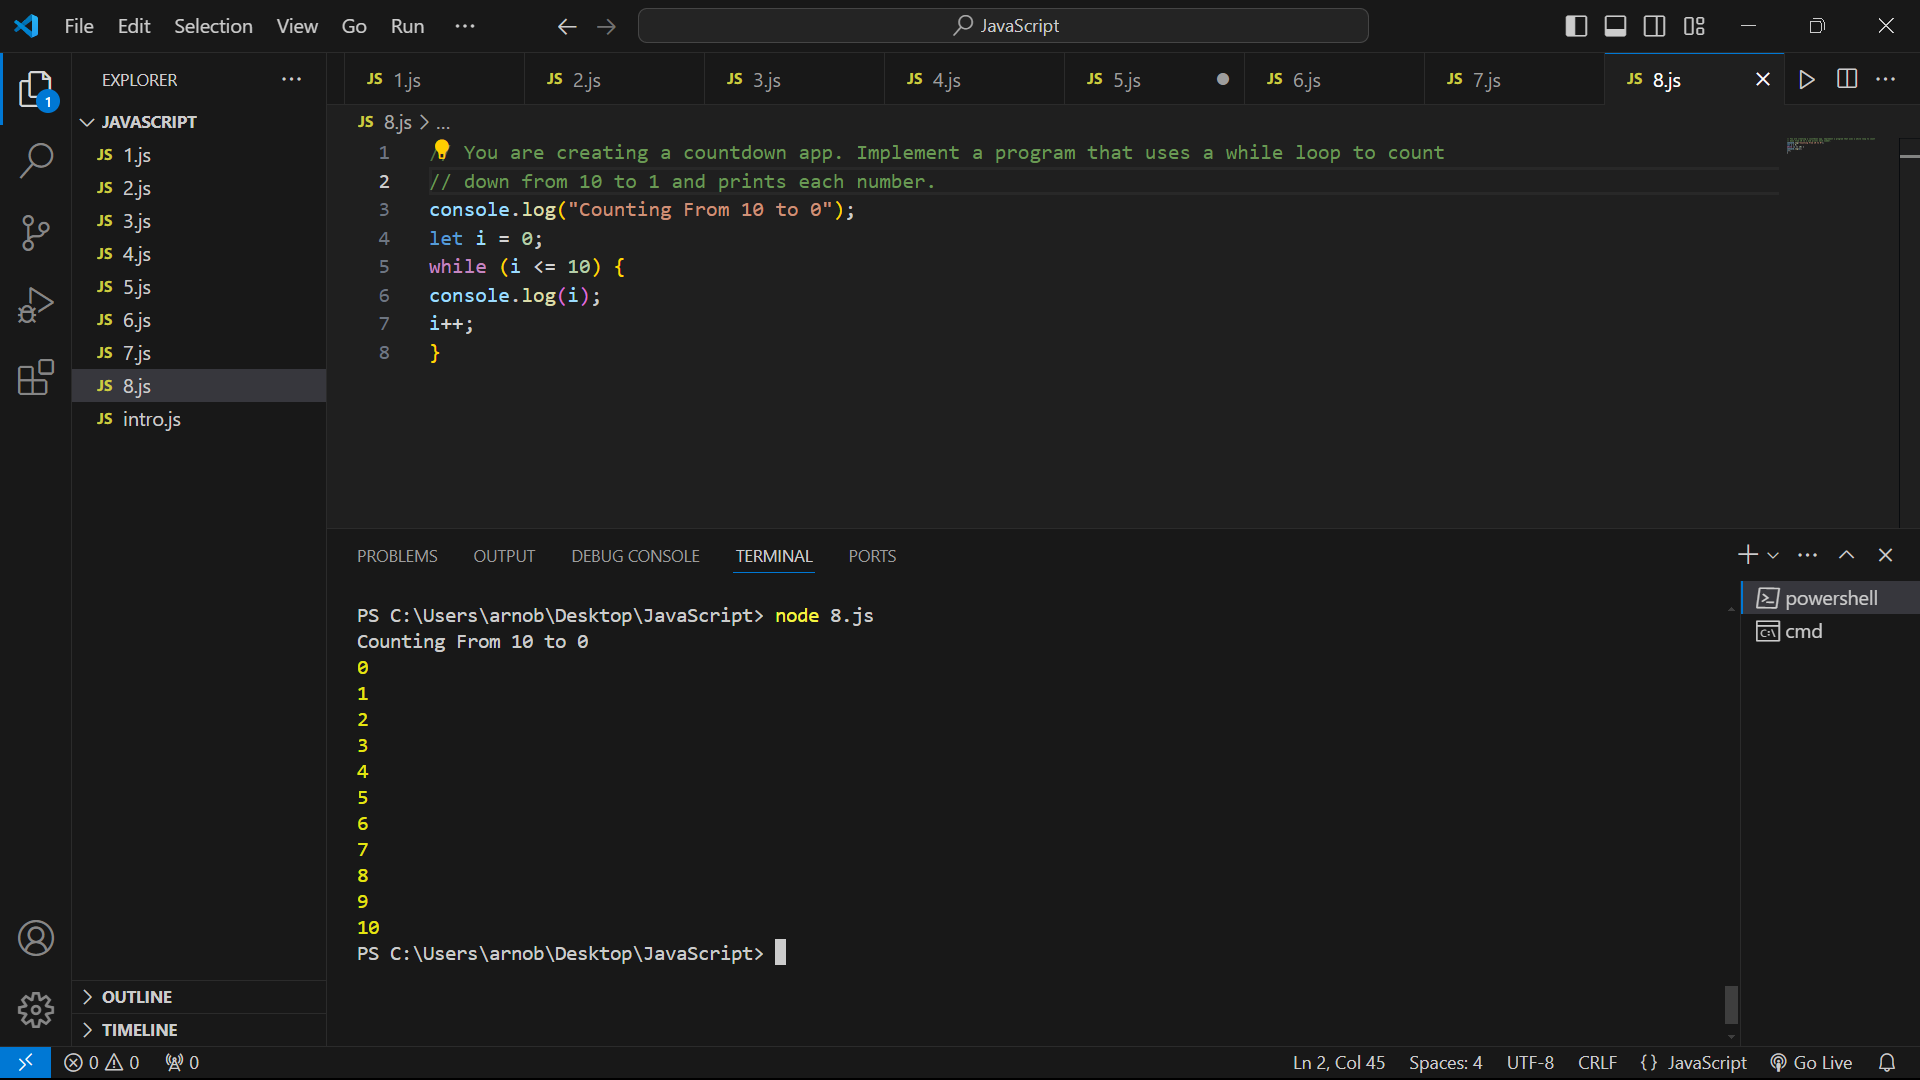 File Edit Selection View Go Run ··· JavaScript
EXPLORER ···
JS 1.js JS 2.js JS 3.js JS 4.js JS 5.js JS 6.js JS 7.js JS 8.js
1
JAVASCRIPT
JS 1.js
JS 2.js
JS 3.js
JS 4.js
JS 5.js
JS 6.js
JS 7.js
JS 8.js
JS intro.js
OUTLINE
TIMELINE
JS 8.js > ...
1 // You are creating a countdown app. Implement a program that uses a while loop to count
2 // down from 10 to 1 and prints each number.
3 console.log("Counting From 10 to 0");
4 let i = 0;
5 while (i <= 10) {
6 console.log(i);
7 i++;
8 }
PROBLEMS OUTPUT DEBUG CONSOLE TERMINAL PORTS
PS C:\Users\arnob\Desktop\JavaScript> node 8.js
Counting From 10 to 0
0
1
2
3
4
5
6
7
8
9
10
PS C:\Users\arnob\Desktop\JavaScript>
powershell
cmd
0 0 0 Ln 2, Col 45 Spaces: 4 UTF-8 CRLF {} JavaScript Go Live